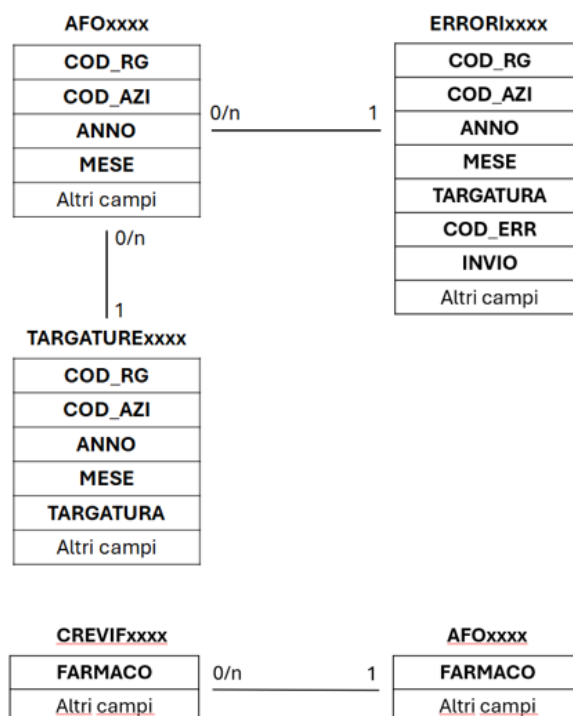 AFOxxxx
COD_RG
COD_AZI
ANNO
MESE
Altri campi
0/n
1
ERRORIxxxx
COD_RG
COD_AZI
ANNO
MESE
TARGATURA
COD_ERR
INVIO
Altri campi
0/n
1
TARGATURExxxx
COD_RG
COD_AZI
ANNO
MESE
TARGATURA
Altri campi
CREVIFxxxx
FARMACO
Altri campi
0/n
1
AFOxxxx
FARMACO
Altri campi